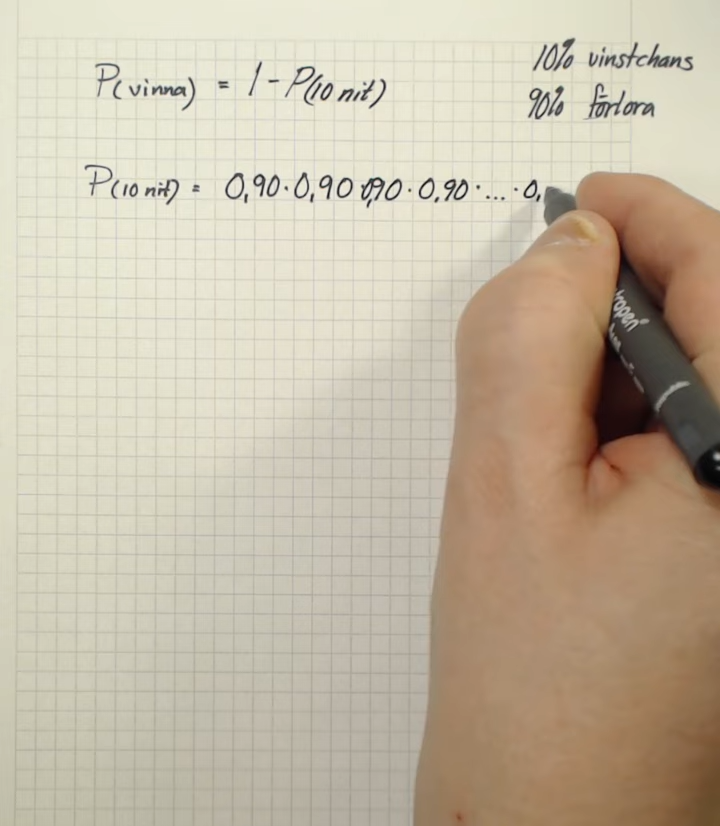 10% vinstchans
P(vinna) = 1 - P(10 nit)
90% förlora
P(10 nit) = 0,90 · 0,90 · 0,90 · 0,90 · ... · 0,